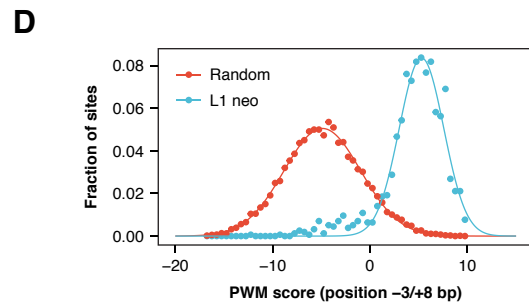 D
Fraction of sites
0.08
0.06
0.04
0.02
0.00
Random
L1 neo
−20
−10
0
10
PWM score (position −3/+8 bp)